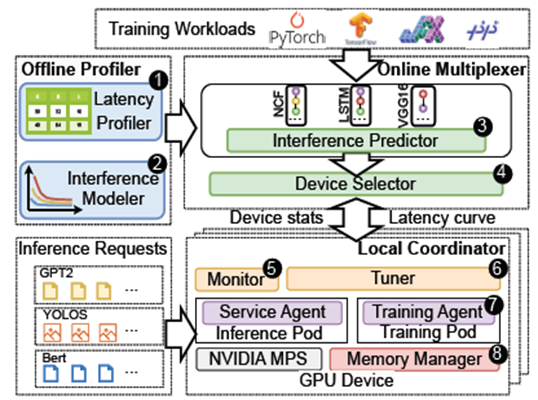 Training Workloads
PyTorch
TensorFlow
Offline Profiler
1
Latency
Profiler
2
Interference
Modeler
Online Multiplexer
NCF
LSTM
VGG16
Interference Predictor
3
Device Selector
4
Device stats
Latency curve
Inference Requests
GPT2
...
YOLOS
...
Bert
...
Local Coordinator
Monitor
5
Tuner
6
Service Agent
Inference Pod
Training Agent
7
Training Pod
NVIDIA MPS
Memory Manager
8
GPU Device